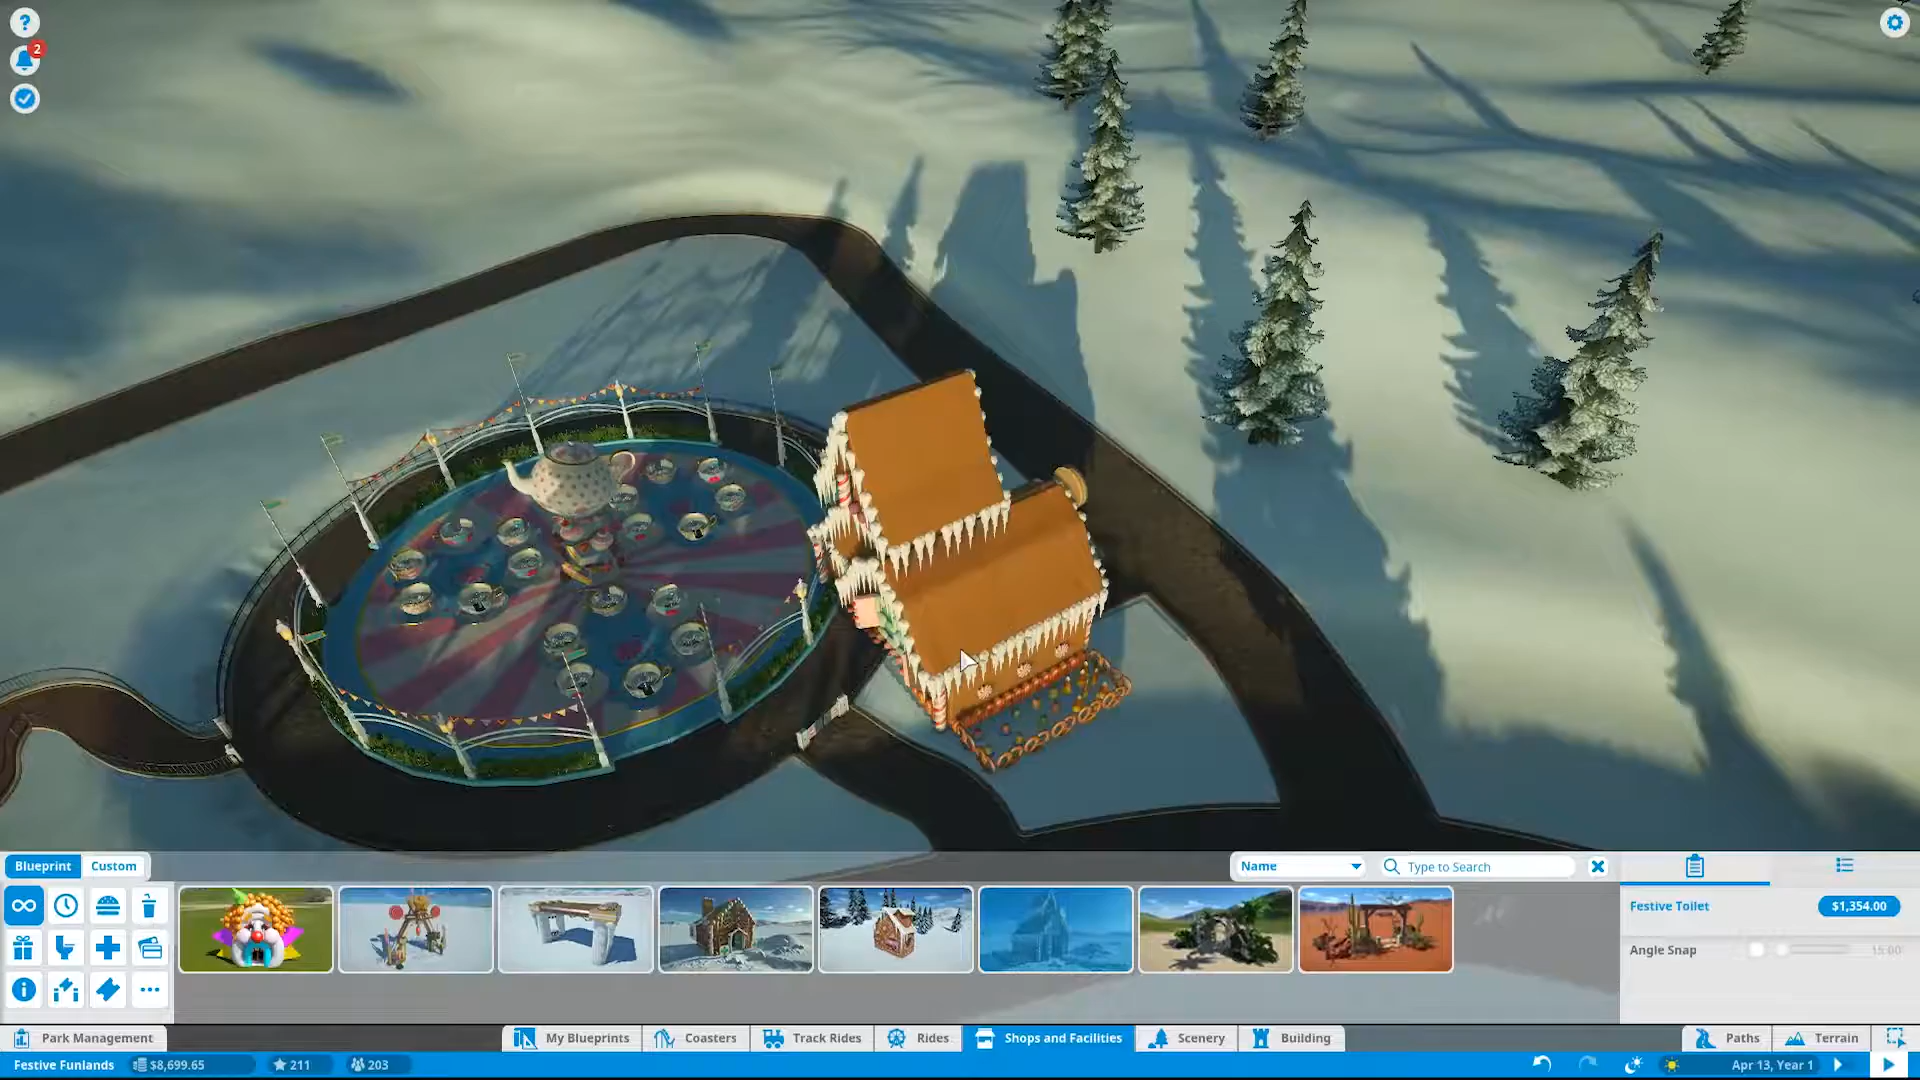 ?
2
Blueprint
Custom
Name
Type to Search
Festive Toilet
$1,354.00
Angle Snap
15.00
Park Management
My Blueprints
Coasters
Track Rides
Rides
Shops and Facilities
Scenery
Building
Paths
Terrain
Festive Funlands
$8,699.65
211
203
Apr 13, Year 1